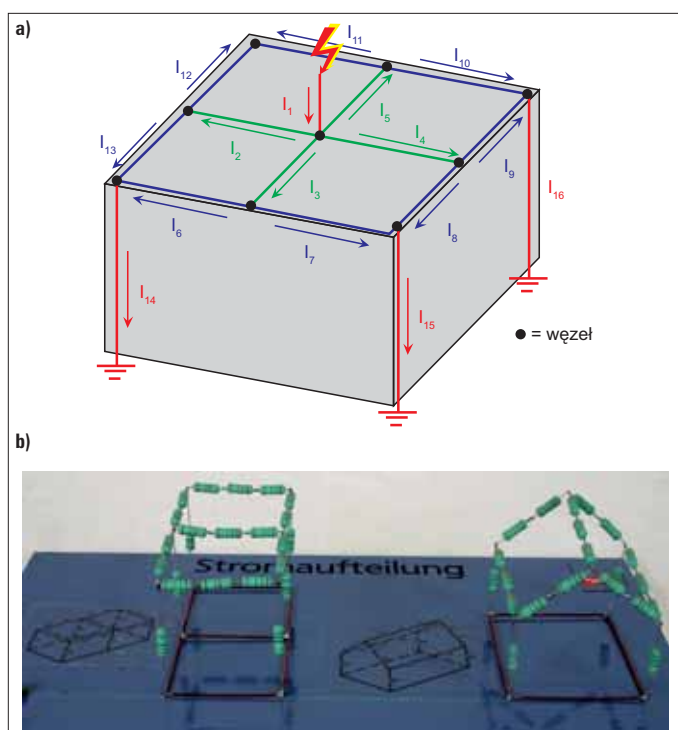 a)
I₁₁
I₁₂
I₁₀
I₁
I₅
I₂
I₄
I₁₃
I₃
I₉
I₁₆
I₆
I₇
I₈
I₁₄
I₁₅
= węzeł
b)
Stromaufteilung